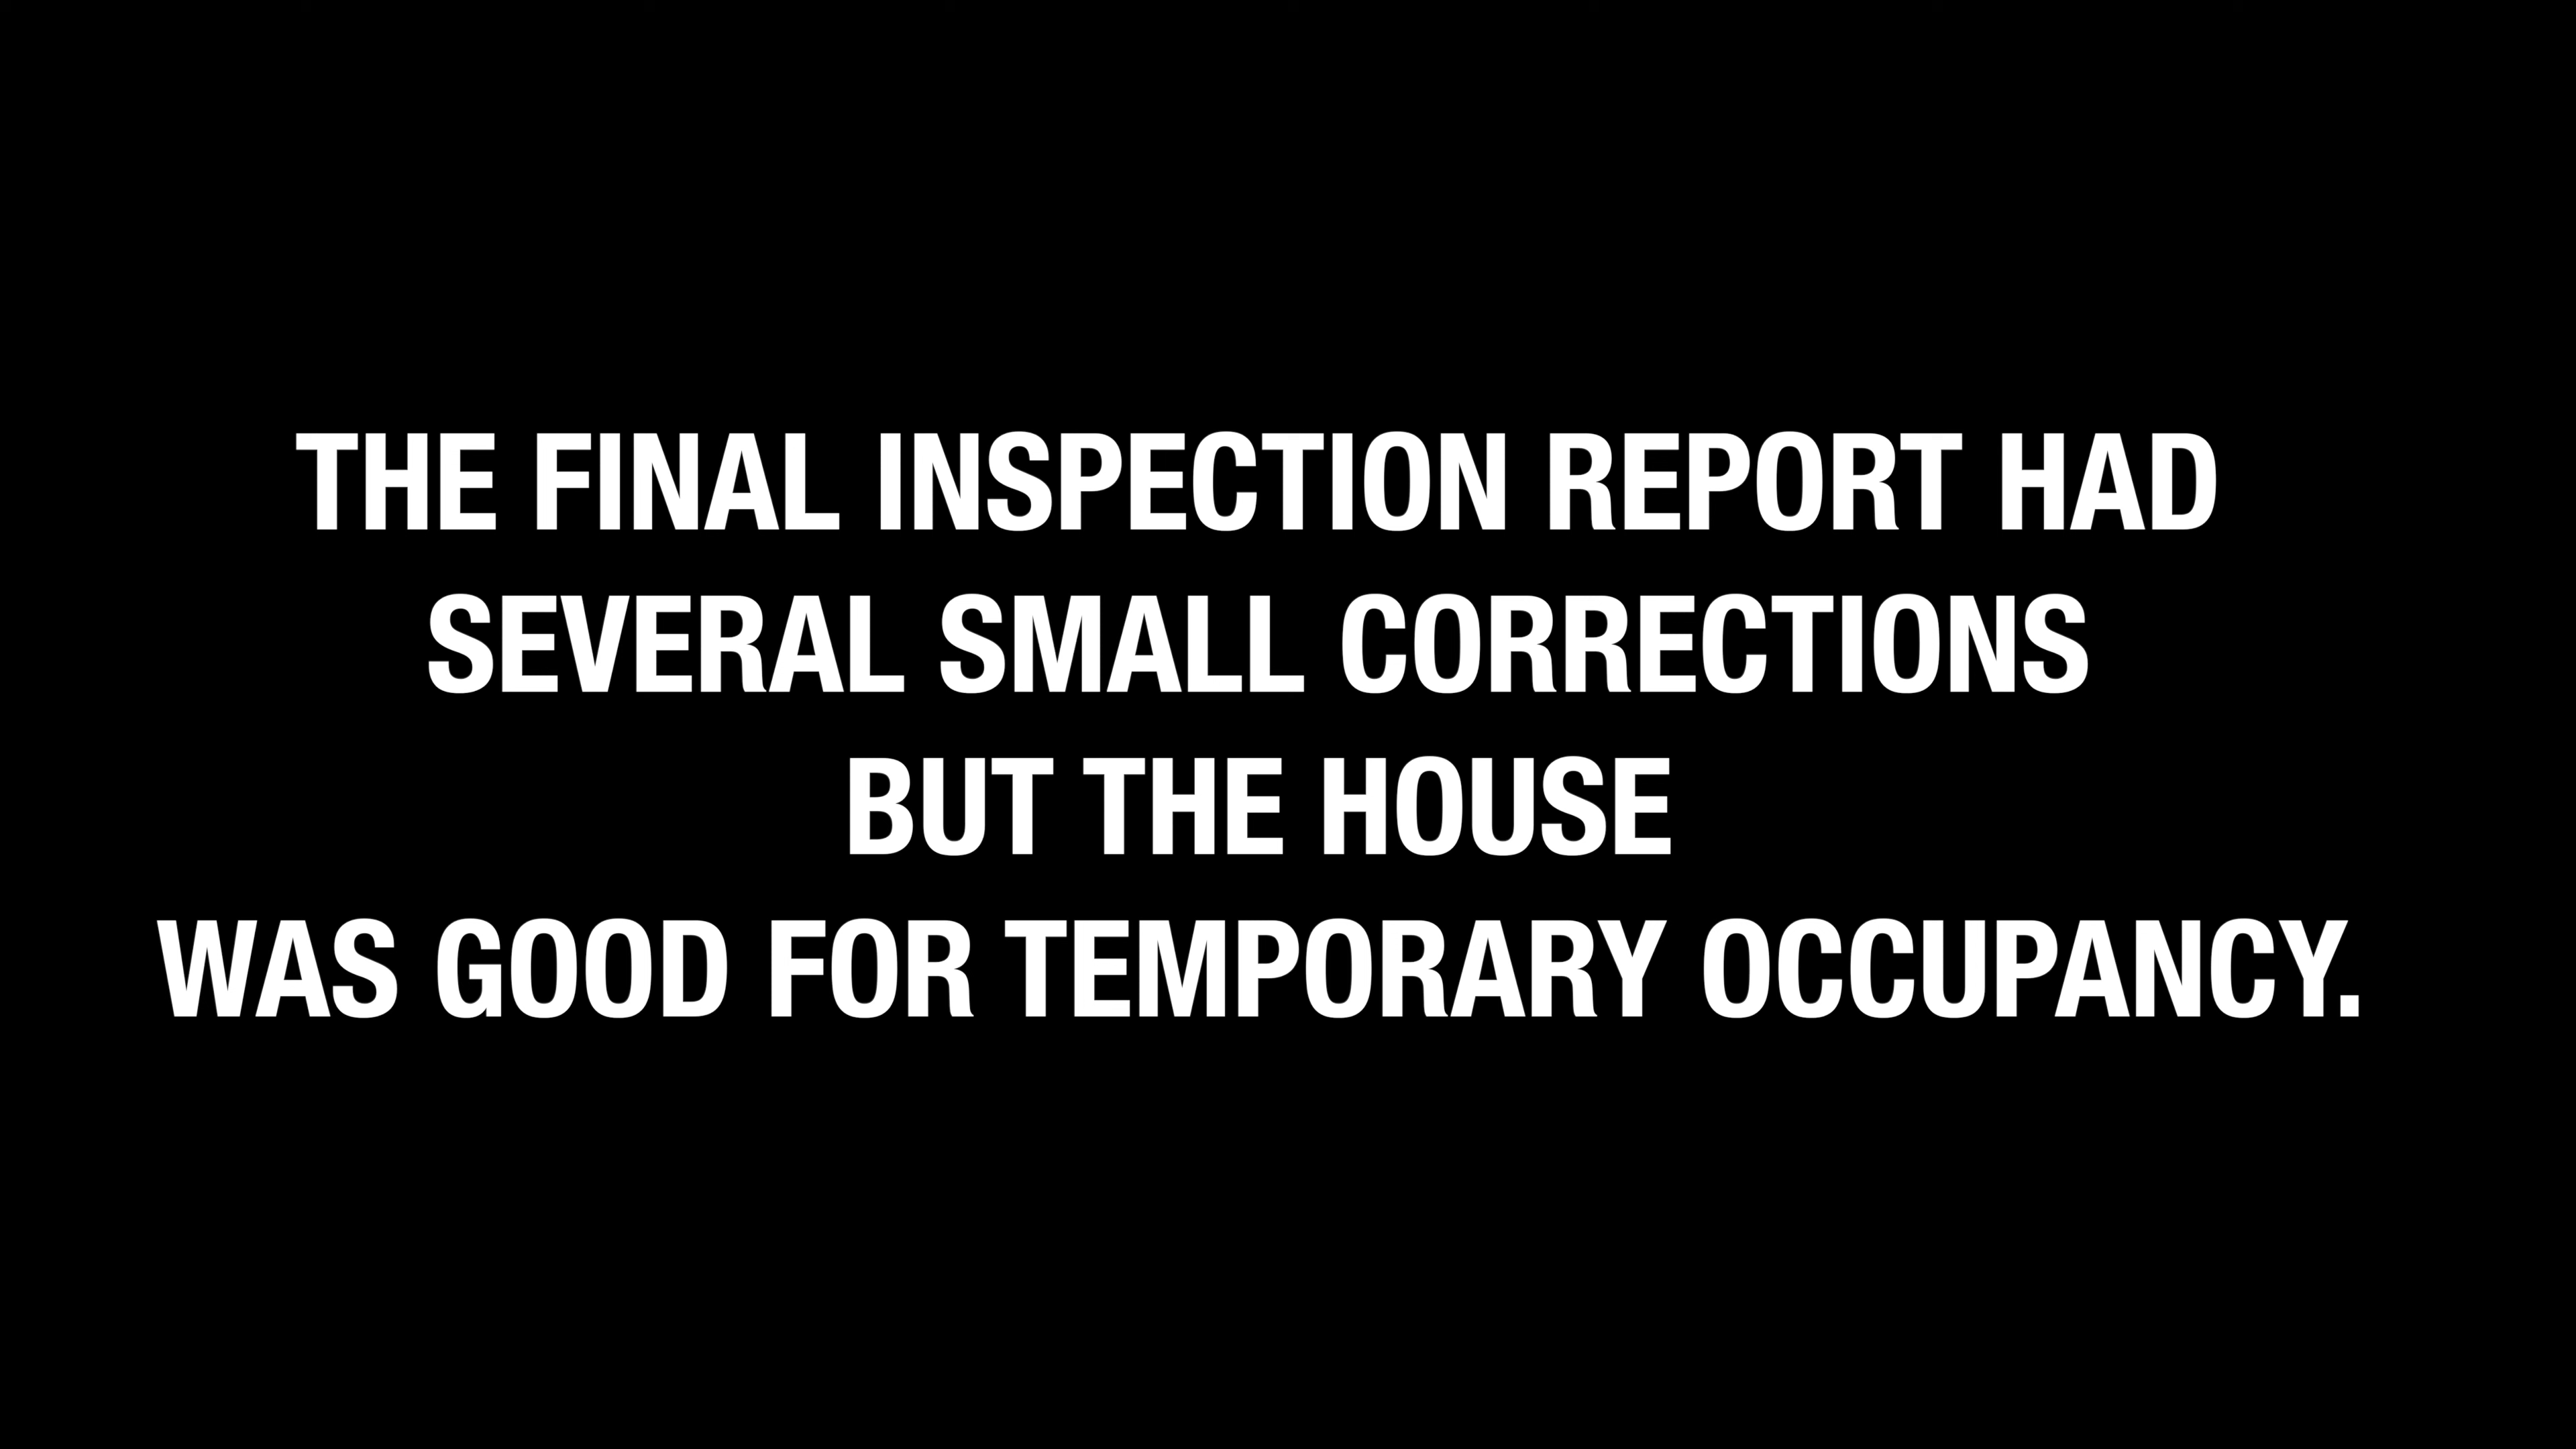 THE FINAL INSPECTION REPORT HAD
SEVERAL SMALL CORRECTIONS
BUT THE HOUSE
WAS GOOD FOR TEMPORARY OCCUPANCY.